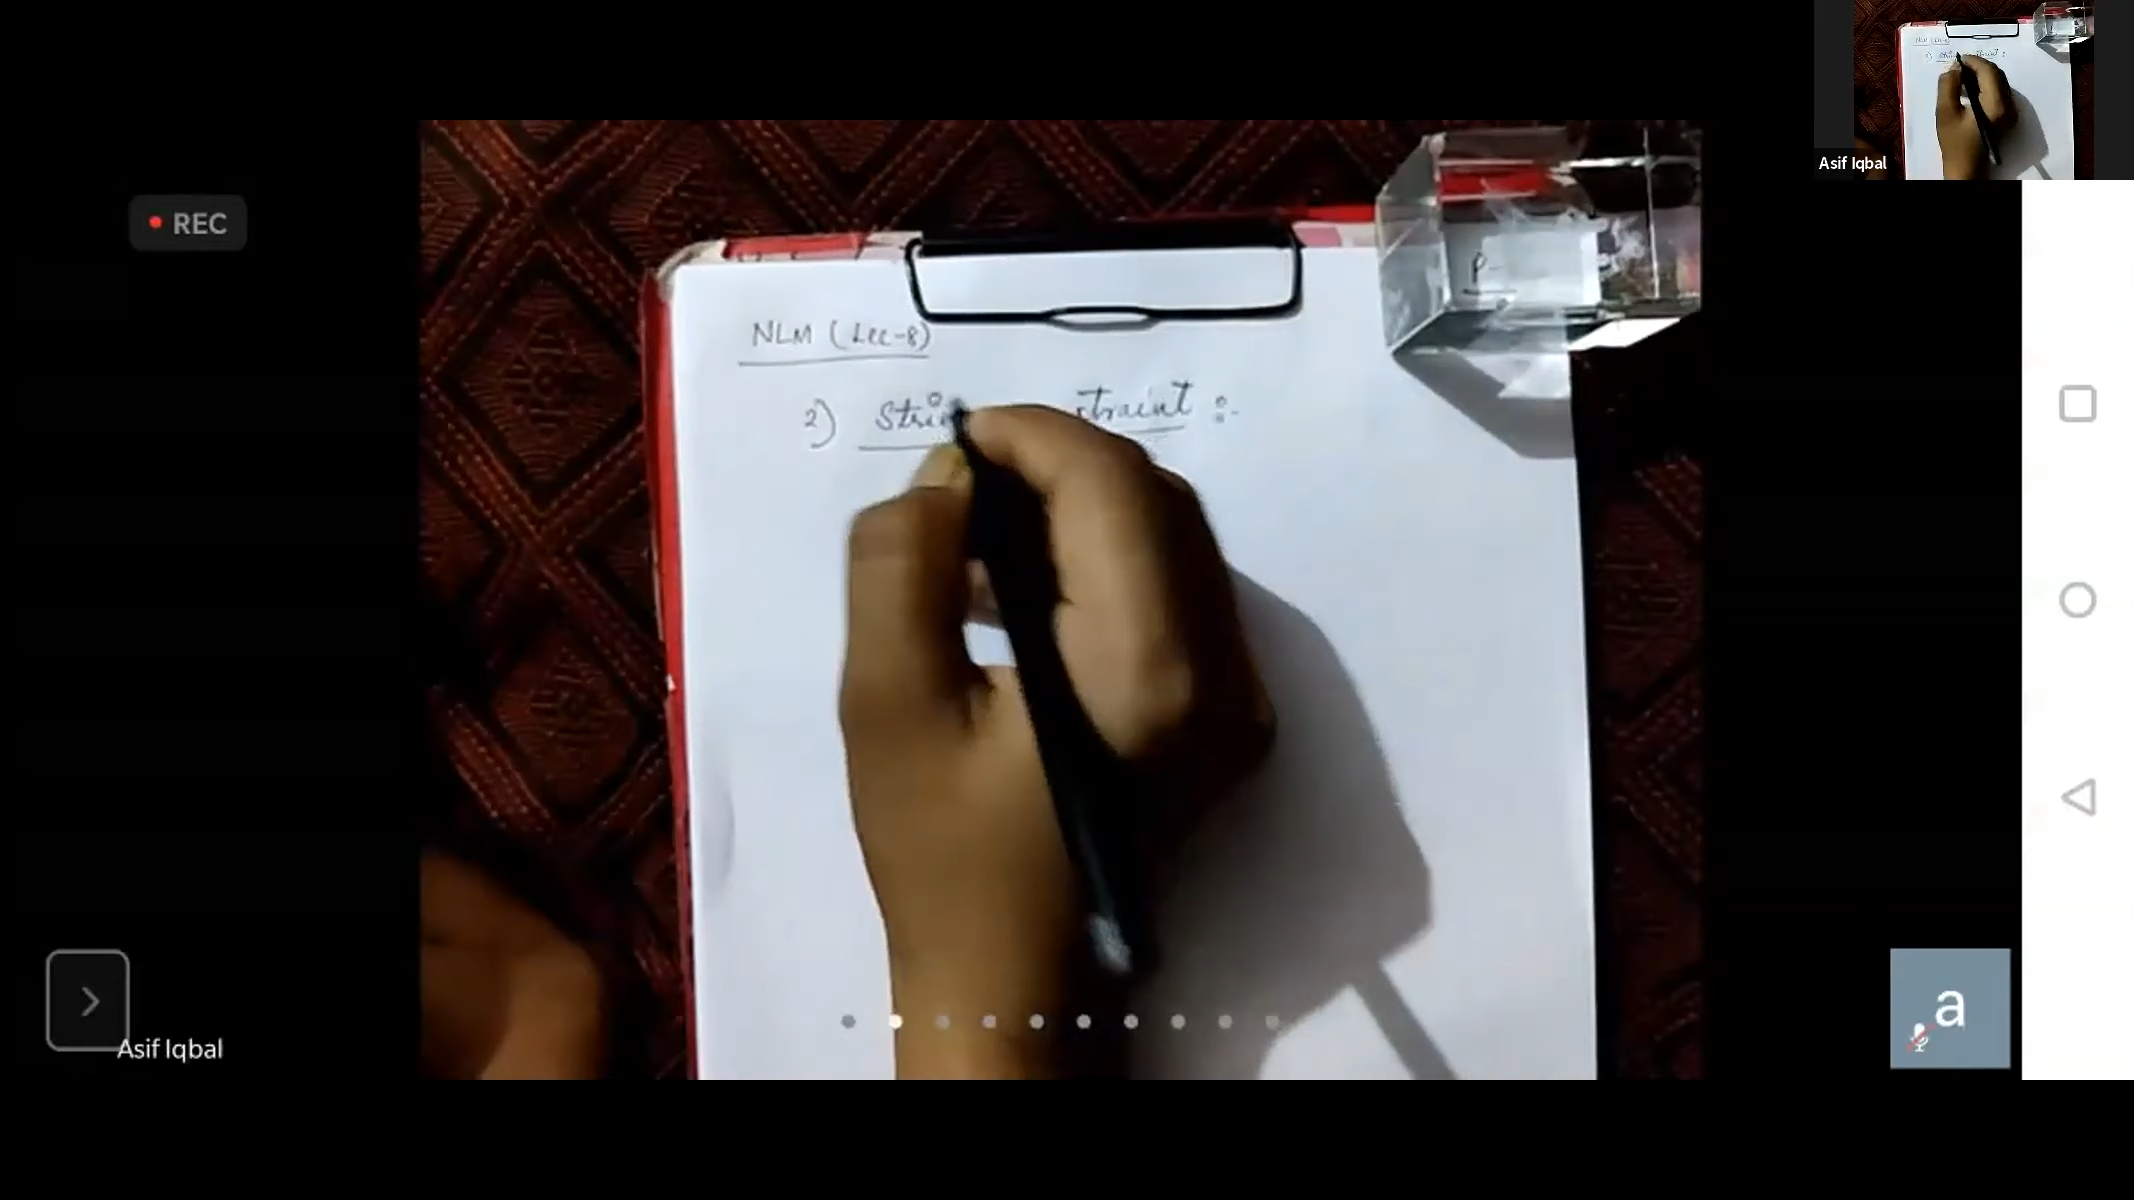 Asif Iqbal
REC
P
NLM (Lec-8)
2) Stri straint :-
Asif Iqbal
a